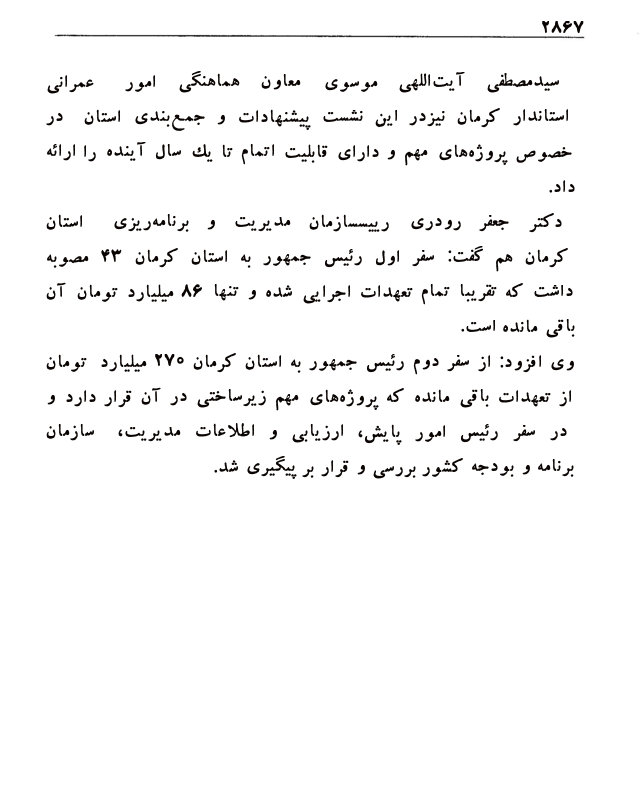 ۲۸۶۷
سیدمصطفی آیت‌اللهی موسوی معاون هماهنگی امور عمرانی
استاندار کرمان نیزدر این نشست پیشنهادات و جمع‌بندی استان در
خصوص پروژه‌های مهم و دارای قابلیت اتمام تا یك سال آینده را ارائه
داد.
دکتر جعفر رودری رییسسازمان مدیریت و برنامه‌ریزی استان
کرمان هم گفت: سفر اول رئیس جمهور به استان کرمان ۴۳ مصوبه
داشت که تقریبا تمام تعهدات اجرایی شده و تنها ۸۶ میلیارد تومان آن
باقی مانده است.
وی افزود: از سفر دوم رئیس جمهور به استان کرمان ۲۷۰ میلیارد تومان
از تعهدات باقی مانده که پروژه‌های مهم زیرساختی در آن قرار دارد و
در سفر رئیس امور پایش، ارزیابی و اطلاعات مدیریت، سازمان
برنامه و بودجه کشور بررسی و قرار بر پیگیری شد.